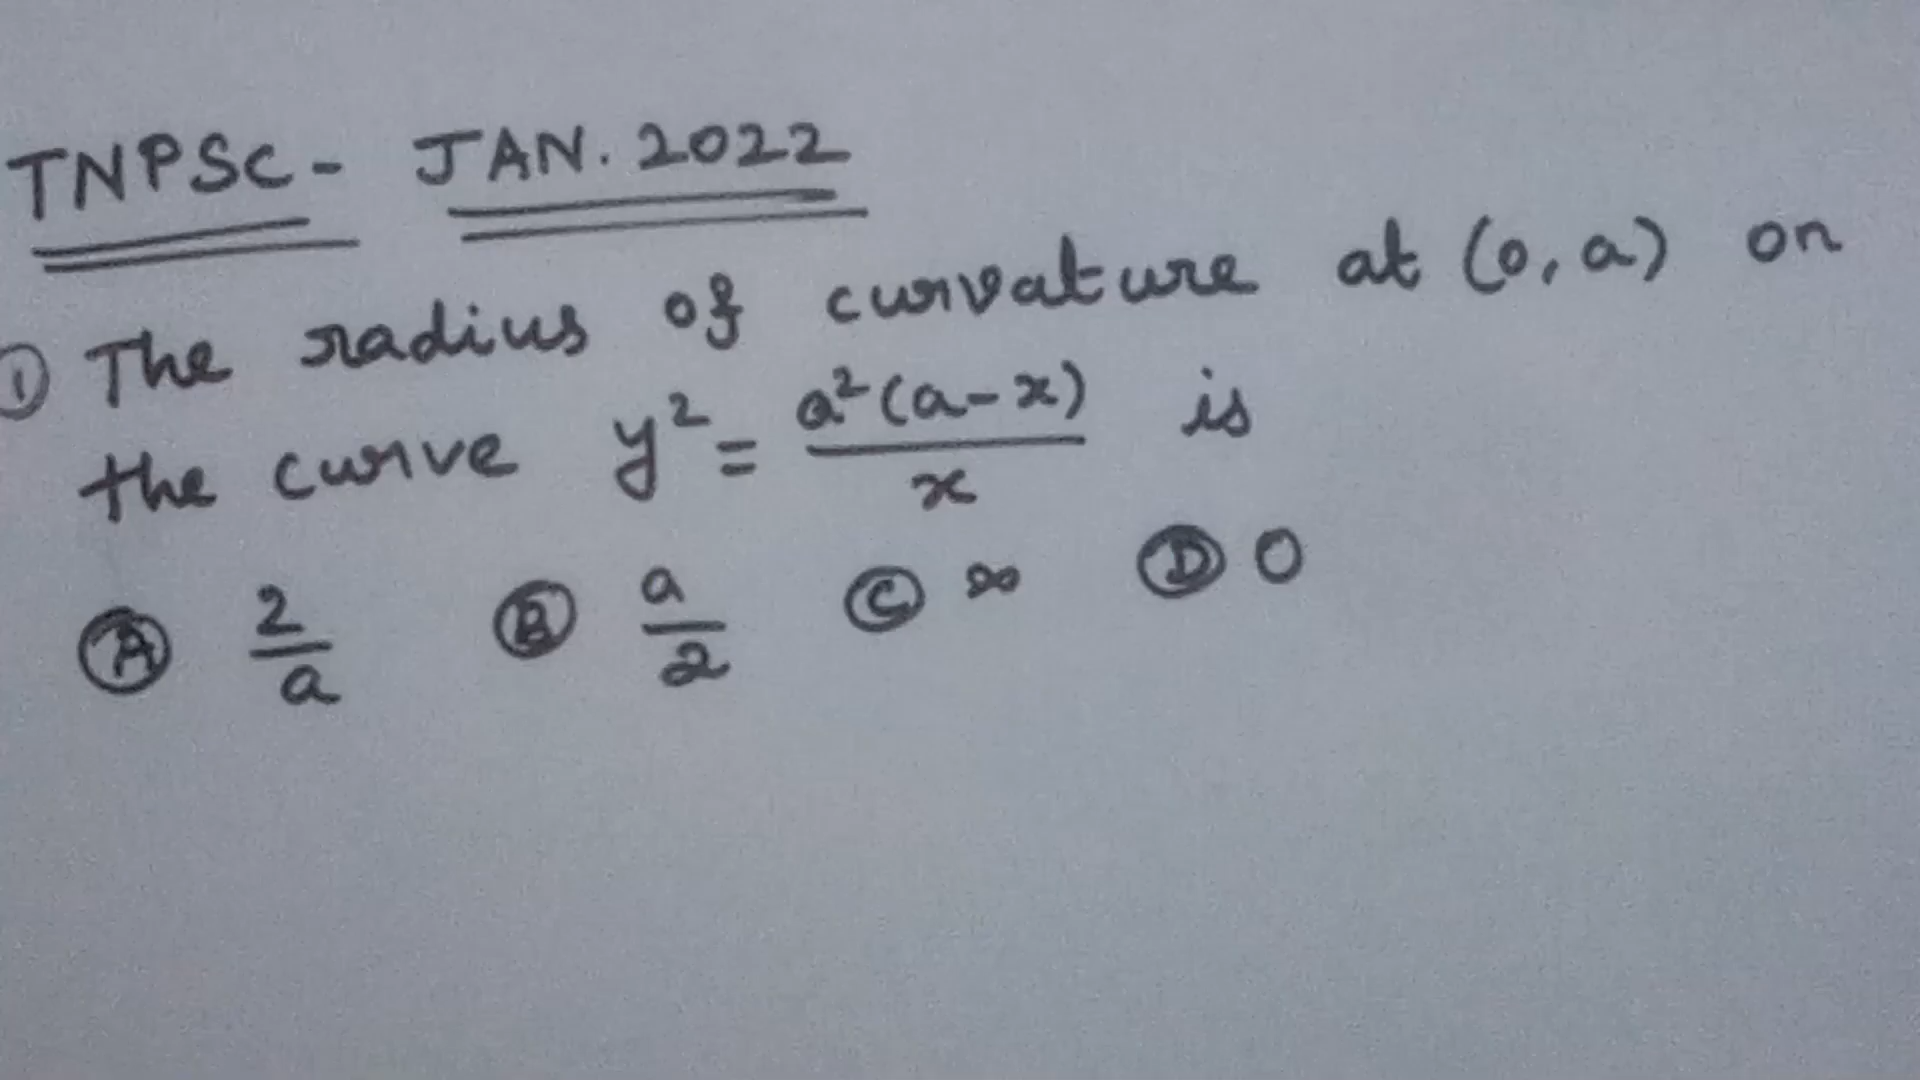 TNPSC - JAN. 2022
① The radius of curvature at (0, a) on
the curve y² = a²(a-x)/x is
Ⓐ 2/a Ⓑ a/2 Ⓒ ∞ Ⓓ 0